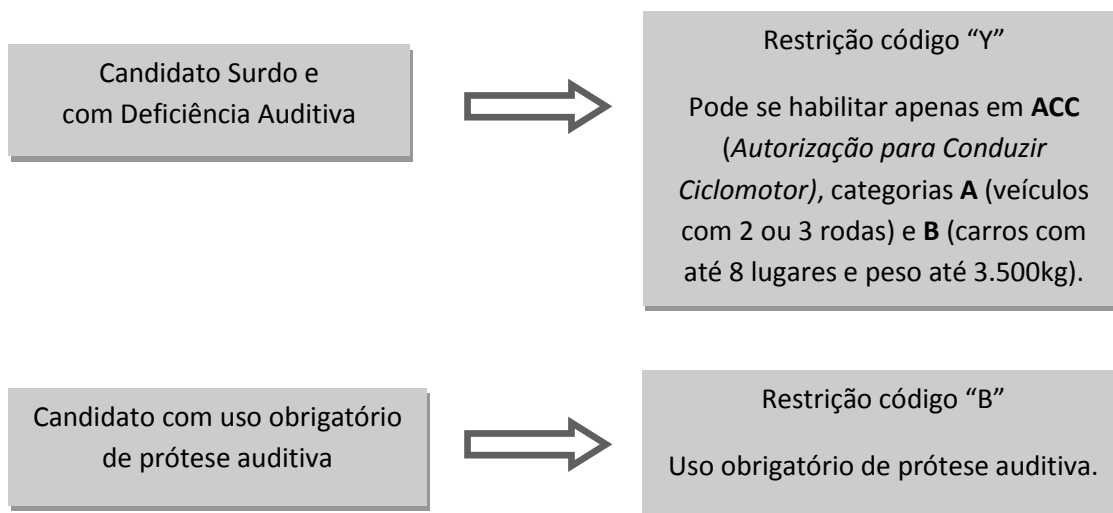 Candidato Surdo e
com Deficiência Auditiva
Restrição código “Y”
Pode se habilitar apenas em ACC
(Autorização para Conduzir
Ciclomotor), categorias A (veículos
com 2 ou 3 rodas) e B (carros com
até 8 lugares e peso até 3.500kg).
Candidato com uso obrigatório
de prótese auditiva
Restrição código “B”
Uso obrigatório de prótese auditiva.